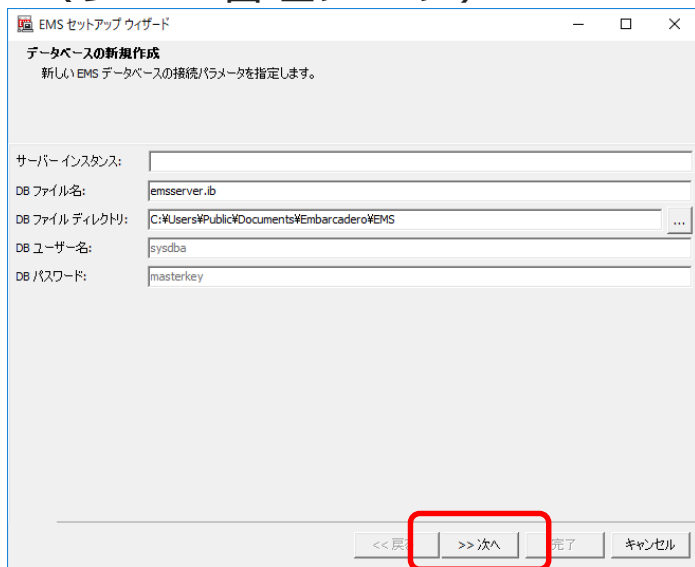 EMS セットアップ ウィザード
データベースの新規作成
新しい EMS データベースの接続パラメータを指定します。
サーバー インスタンス:
DB ファイル名: emsserver.ib
DB ファイル ディレクトリ: C:¥Users¥Public¥Documents¥Embarcadero¥EMS ...
DB ユーザー名: sysdba
DB パスワード: masterkey
<< 戻 >> 次へ 完了 キャンセル